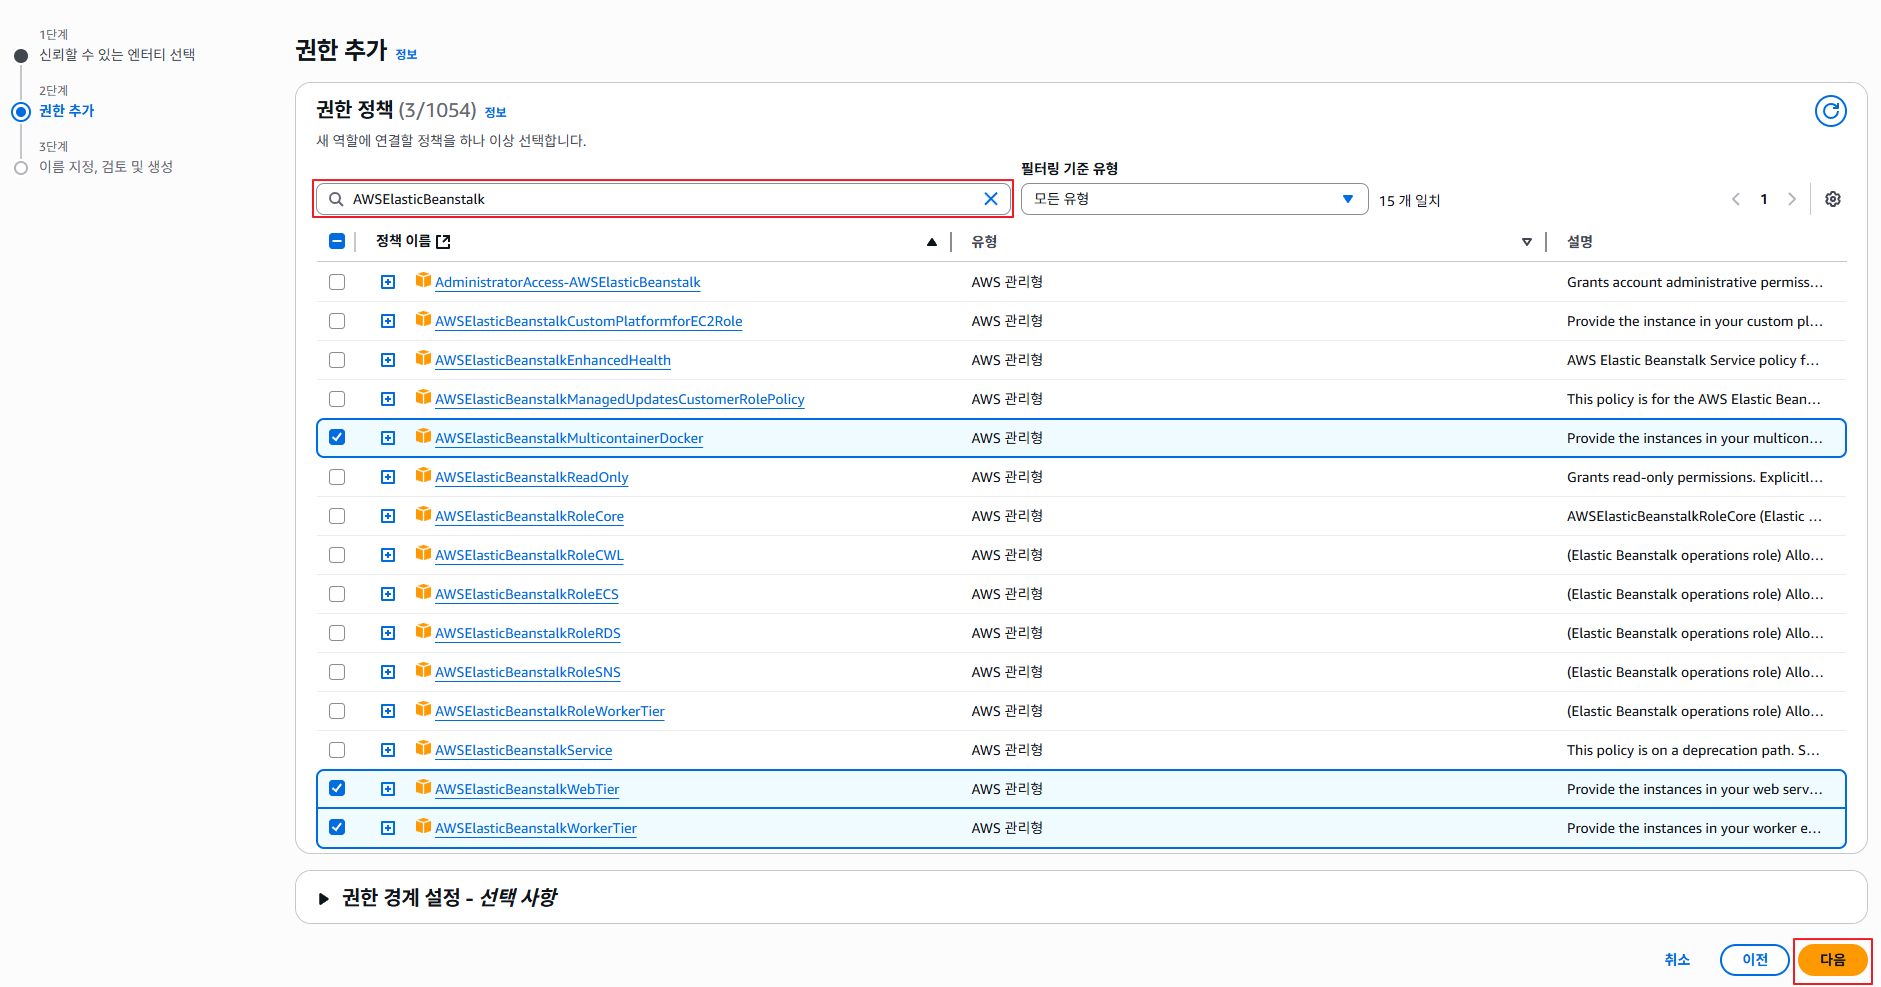 1단계
신뢰할 수 있는 엔터티 선택
2단계
권한 추가
3단계
이름 지정, 검토 및 생성
권한 추가 정보
권한 정책 (3/1054) 정보
새 역할에 연결할 정책을 하나 이상 선택합니다.
필터링 기준 유형
AWSElasticBeanstalk 모든 유형 15 개 일치 1
정책 이름 유형 설명
AdministratorAccess-AWSElasticBeanstalk AWS 관리형 Grants account administrative permiss...
AWSElasticBeanstalkCustomPlatformforEC2Role AWS 관리형 Provide the instance in your custom pl...
AWSElasticBeanstalkEnhancedHealth AWS 관리형 AWS Elastic Beanstalk Service policy f...
AWSElasticBeanstalkManagedUpdatesCustomerRolePolicy AWS 관리형 This policy is for the AWS Elastic Bean...
AWSElasticBeanstalkMulticontainerDocker AWS 관리형 Provide the instances in your multicon...
AWSElasticBeanstalkReadOnly AWS 관리형 Grants read-only permissions. Explicitl...
AWSElasticBeanstalkRoleCore AWS 관리형 AWSElasticBeanstalkRoleCore (Elastic ...
AWSElasticBeanstalkRoleCWL AWS 관리형 (Elastic Beanstalk operations role) Allo...
AWSElasticBeanstalkRoleECS AWS 관리형 (Elastic Beanstalk operations role) Allo...
AWSElasticBeanstalkRoleRDS AWS 관리형 (Elastic Beanstalk operations role) Allo...
AWSElasticBeanstalkRoleSNS AWS 관리형 (Elastic Beanstalk operations role) Allo...
AWSElasticBeanstalkRoleWorkerTier AWS 관리형 (Elastic Beanstalk operations role) Allo...
AWSElasticBeanstalkService AWS 관리형 This policy is on a deprecation path. S...
AWSElasticBeanstalkWebTier AWS 관리형 Provide the instances in your web serv...
AWSElasticBeanstalkWorkerTier AWS 관리형 Provide the instances in your worker e...
권한 경계 설정 - 선택 사항
취소 이전 다음